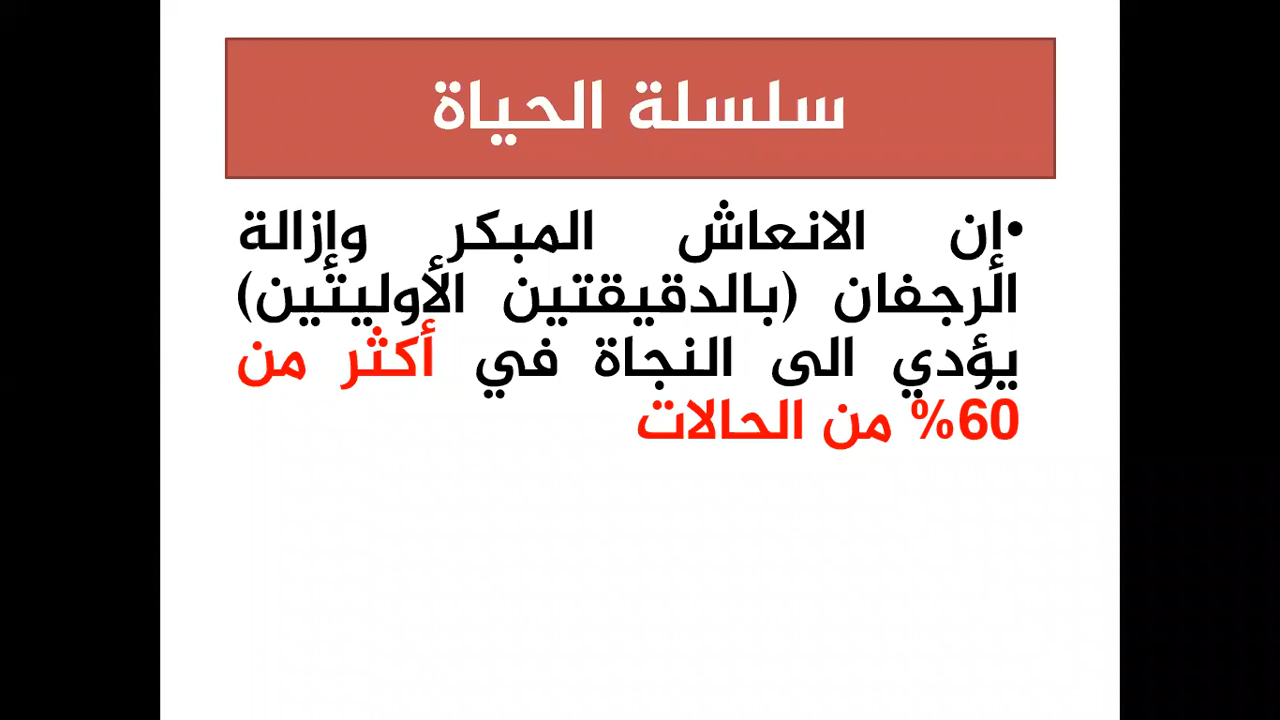 سلسلة الحياة
•إن الانعاش المبكر وإزالة
الرجفان (بالدقيقتين الأوليتين)
يؤدي الى النجاة في أكثر من
60% من الحالات